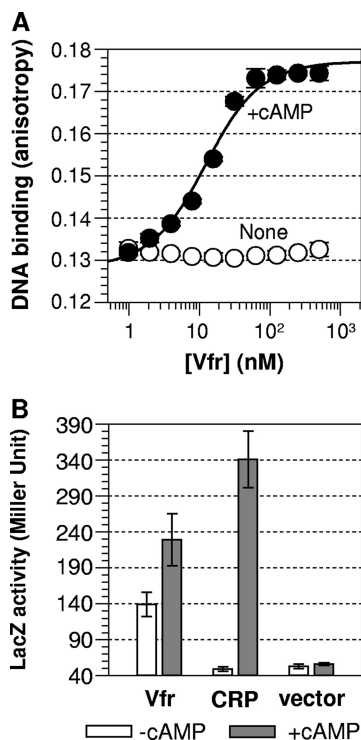 A
DNA binding (anisotropy)
0.18
0.17
0.16
0.15
0.14
0.13
0.12
+cAMP
None
1 10 10² 10³
[Vfr] (nM)
B
LacZ activity (Miller Unit)
390
340
290
240
190
140
90
40
Vfr CRP vector
-cAMP +cAMP